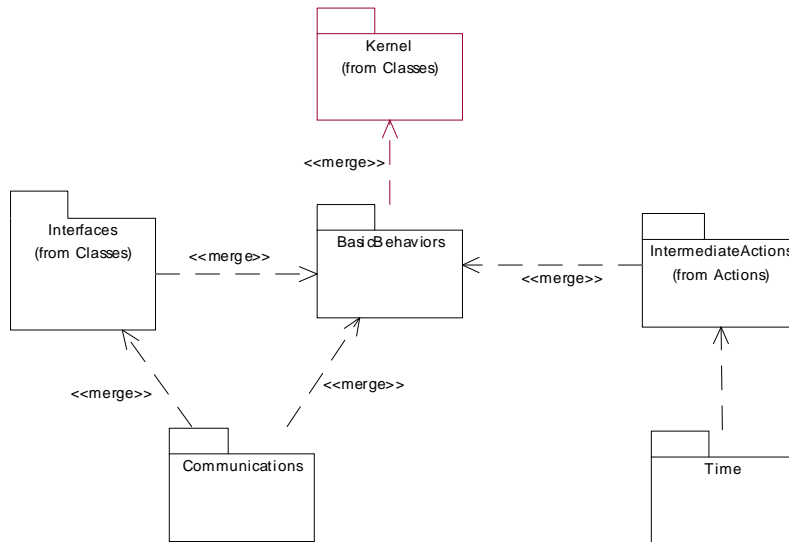 Kernel
(from Classes)
<<merge>>
Interfaces
(from Classes)
<<merge>>
BasicBehaviors
IntermediateActions
(from Actions)
<<merge>>
<<merge>>
<<merge>>
Communications
Time